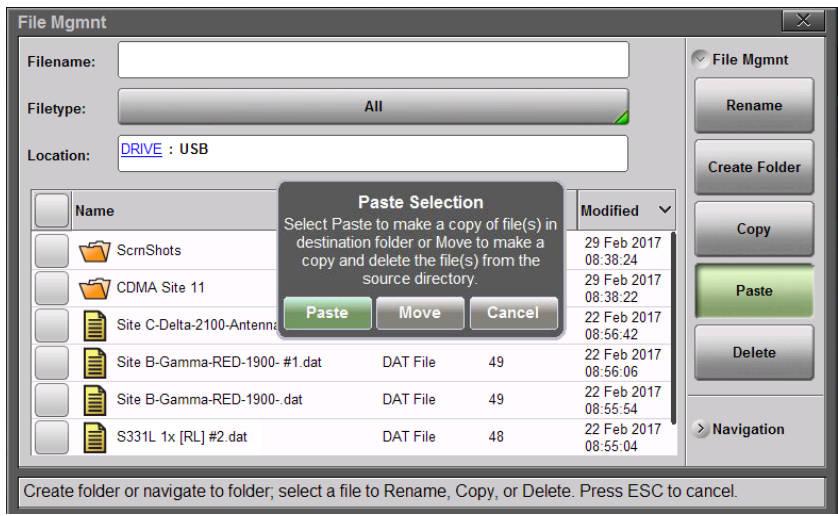 File Mgmnt
Filename:
File Mgmnt
Filetype: All
Rename
Location: DRIVE : USB
Create Folder
Name Modified
Paste Selection
Select Paste to make a copy of file(s) in
destination folder or Move to make a
copy and delete the file(s) from the
source directory.
Paste Move Cancel
Copy
ScrnShots 29 Feb 2017
08:38:24
CDMA Site 11 29 Feb 2017
08:38:22
Paste
Site C-Delta-2100-Antenna 22 Feb 2017
08:56:42
Site B-Gamma-RED-1900- #1.dat DAT File 49 22 Feb 2017
08:56:06
Delete
Site B-Gamma-RED-1900-.dat DAT File 49 22 Feb 2017
08:55:54
S331L 1x [RL] #2.dat DAT File 48 22 Feb 2017
08:55:04
Navigation
Create folder or navigate to folder; select a file to Rename, Copy, or Delete. Press ESC to cancel.